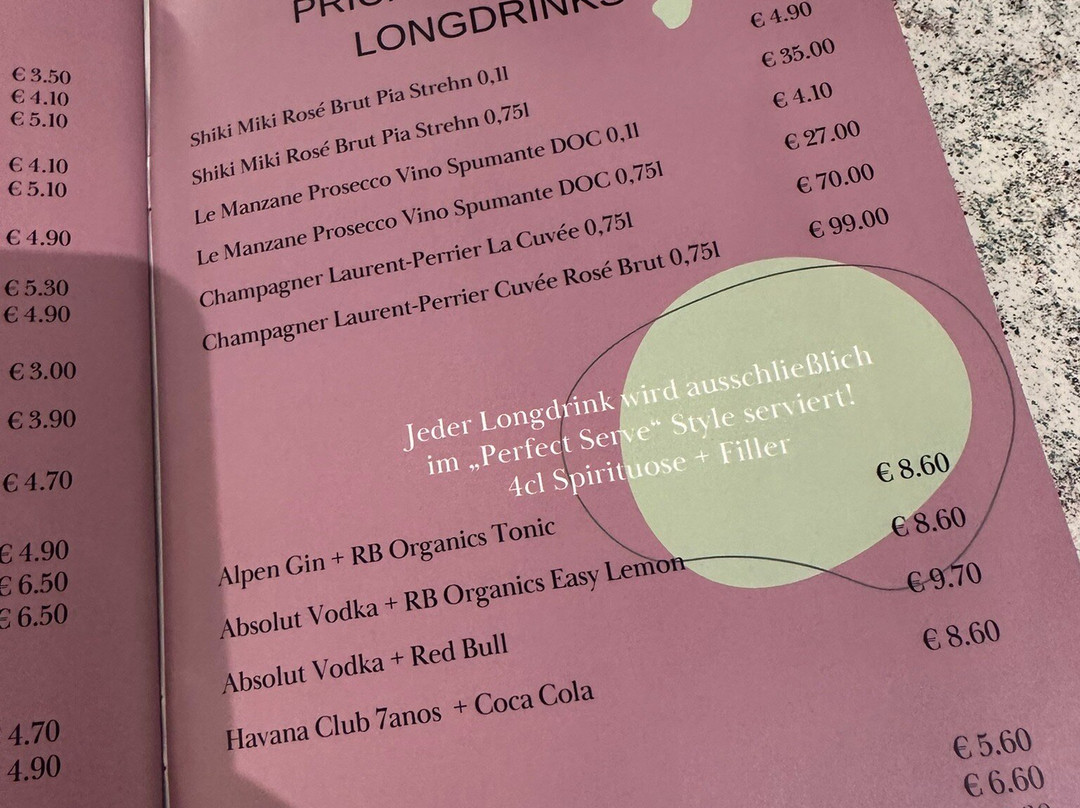 € 3.50
€ 4.10
€ 5.10
€ 4.10
€ 5.10
€ 4.90
€ 5.30
€ 4.90
€ 3.00
€ 3.90
€ 4.70
€ 4.90
€ 6.50
€ 6.50
4.70
4.90
LONGDRINKS
Shiki Miki Rosé Brut Pia Strehn 0,1l € 4.90
Shiki Miki Rosé Brut Pia Strehn 0,75l € 35.00
Le Manzane Prosecco Vino Spumante DOC 0,1l € 4.10
Le Manzane Prosecco Vino Spumante DOC 0,75l € 27.00
Champagner Laurent-Perrier La Cuvée 0,75l € 70.00
Champagner Laurent-Perrier Cuvée Rosé Brut 0,75l € 99.00
Jeder Longdrink wird ausschließlich
im „Perfect Serve“ Style serviert!
4cl Spirituose + Filler
Alpen Gin + RB Organics Tonic € 8.60
Absolut Vodka + RB Organics Easy Lemon € 8.60
Absolut Vodka + Red Bull € 9.70
Havana Club 7anos + Coca Cola € 8.60
€ 5.60
€ 6.60